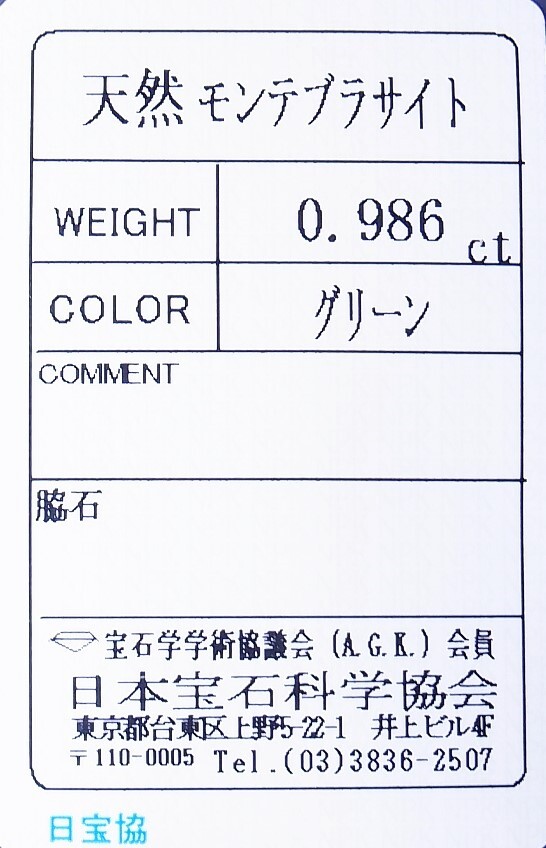 天然 モンテブラサイト
WEIGHT 0.986 ct
COLOR グリーン
COMMENT
脇石
宝石学学術協議会 (A.G.K.) 会員
日本宝石科学協会
東京都台東区上野5-22-1 井上ビル4F
〒110-0005 Tel.(03)3836-2507
日宝協